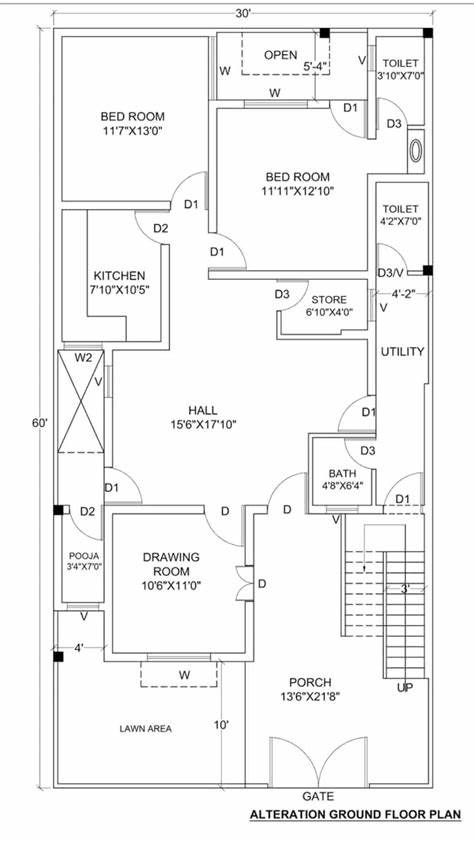 30'
OPEN
5'-4"
W
W
V
TOILET
3'10"X7'0"
BED ROOM
11'7"X13'0"
D1
D3
BED ROOM
11'11"X12'10"
D1
D2
TOILET
4'2"X7'0"
D1
KITCHEN
7'10"X10'5"
D3/V
D3
STORE
6'10"X4'0"
4'-2"
V
UTILITY
W2
V
60'
HALL
15'6"X17'10"
D1
D3
BATH
4'8"X6'4"
D1
D1
D2
D
D
V
POOJA
3'4"X7'0"
DRAWING
ROOM
10'6"X11'0"
D
3'
V
4'
W
UP
PORCH
13'6"X21'8"
LAWN AREA
10'
GATE
ALTERATION GROUND FLOOR PLAN